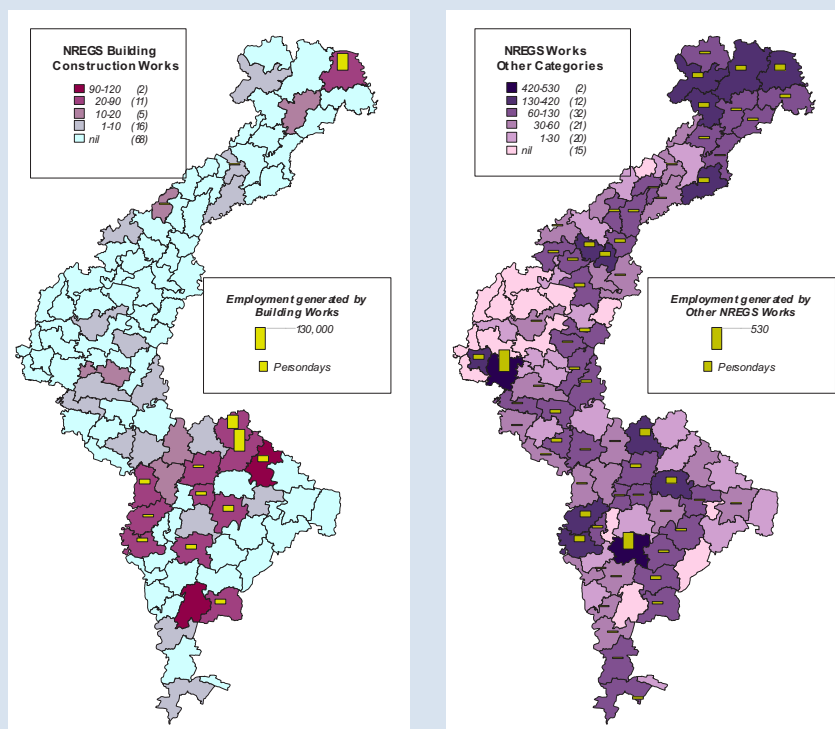 NREGS Building
Construction Works
90-120 (2)
20-90 (11)
10-20 (5)
1-10 (16)
nil (68)
Employment generated by
Building Works
130,000
Persondays
NREGS Works
Other Categories
420-530 (2)
130-420 (12)
60-130 (32)
30-60 (21)
1-30 (20)
nil (15)
Employment generated by
Other NREGS Works
530
Persondays